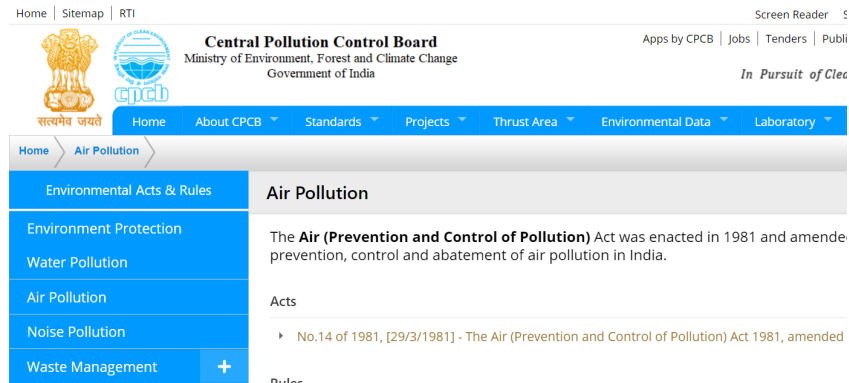 Home | Sitemap | RTI
Screen Reader
Apps by CPCB | Jobs | Tenders |
Central Pollution Control Board
Ministry of Environment, Forest and Climate Change
Government of India
In Pursuit of
cpcb
सत्यमेव जयते
Home About CPCB Standards Projects Thrust Area Environmental Data Laboratory
Home Air Pollution
Environmental Acts & Rules
Environment Protection
Water Pollution
Air Pollution
Noise Pollution
Waste Management +
Air Pollution
The Air (Prevention and Control of Pollution) Act was enacted in 1981 and
prevention, control and abatement of air pollution in India.
Acts
No.14 of 1981, [29/3/1981] - The Air (Prevention and Control of Pollution) Act 1981, amended
Rules